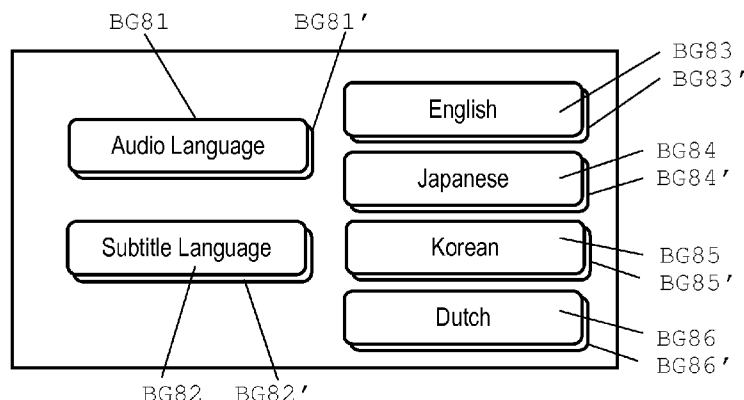 BG81 BG81′
BG83
BG83′
English
Audio Language
BG84
BG84′
Japanese
Subtitle Language
Korean
BG85
BG85′
Dutch
BG86
BG86′
BG82 BG82′